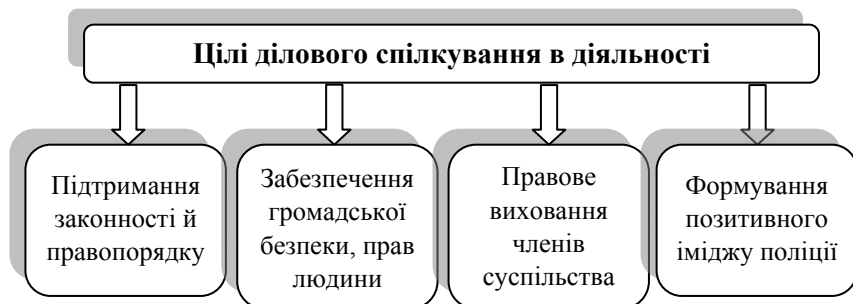 Цілі ділового спілкування в діяльності
Підтримання
законності й
правопорядку
Забезпечення
громадської
безпеки, прав
людини
Правове
виховання
членів
суспільства
Формування
позитивного
іміджу поліції